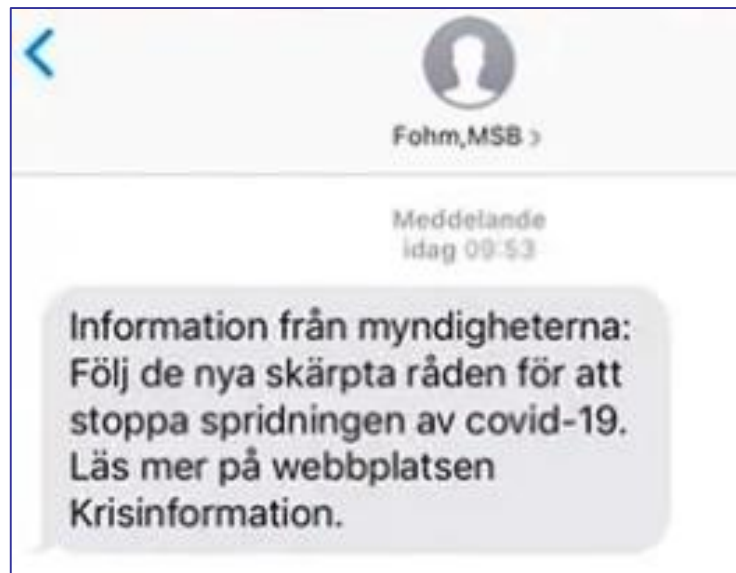 Fohm,MSB >
Meddelande
idag 09:53
Information från myndigheterna:
Följ de nya skärpta råden för att
stoppa spridningen av covid-19.
Läs mer på webbplatsen
Krisinformation.